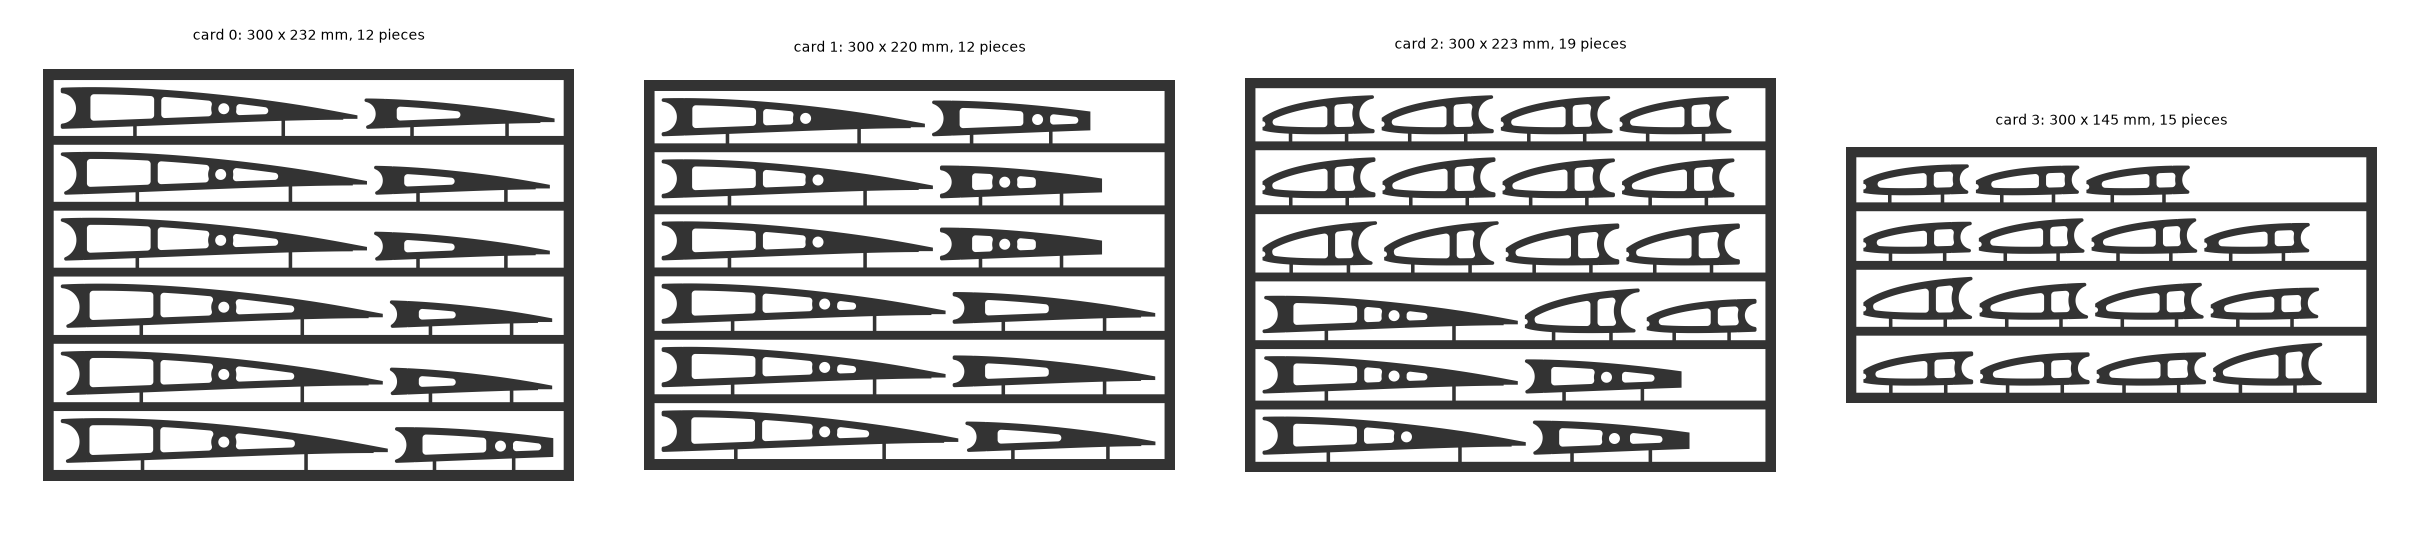 card 0: 300 x 232 mm, 12 pieces
card 1: 300 x 220 mm, 12 pieces
card 2: 300 x 223 mm, 19 pieces
card 3: 300 x 145 mm, 15 pieces